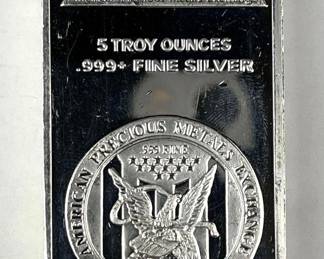 5 TROY OUNCES
.999+ FINE SILVER
AMERICAN PRECIOUS METALS EXCHANGE
.999 FINE